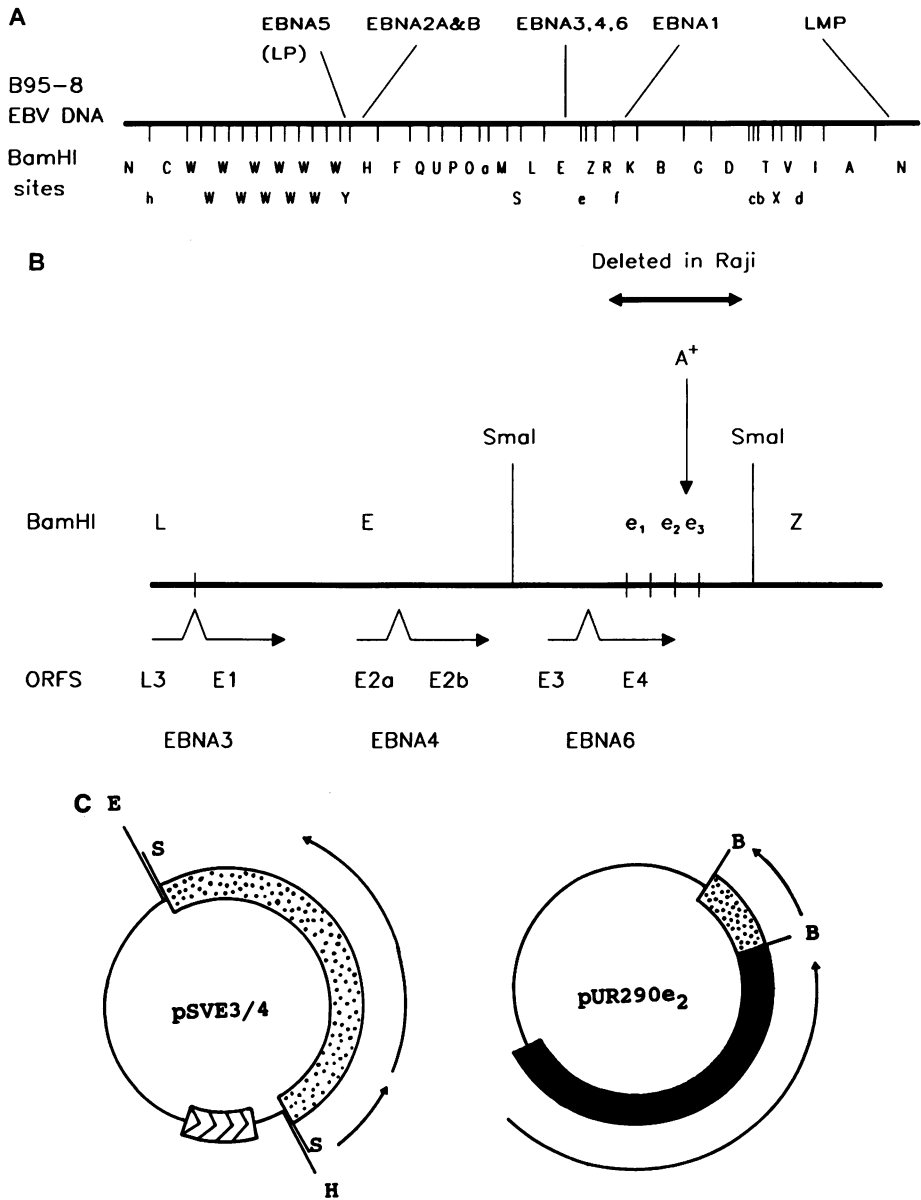 A
EBNA5 EBNA2A&B EBNA3,4,6 EBNA1 LMP
(LP)
B95-8
EBV DNA
BamHI
sites
N C W W W W W W H F Q U P O a M L E Z R K B G D T V I A N
h W W W W W Y S e f cb X d
B
Deleted in Raji
A+
SmaI SmaI
BamHI L E e1 e2 e3 Z
ORFS L3 E1 E2a E2b E3 E4
EBNA3 EBNA4 EBNA6
C E
S
B
B
pSVE3/4
pUR290e2
S
H